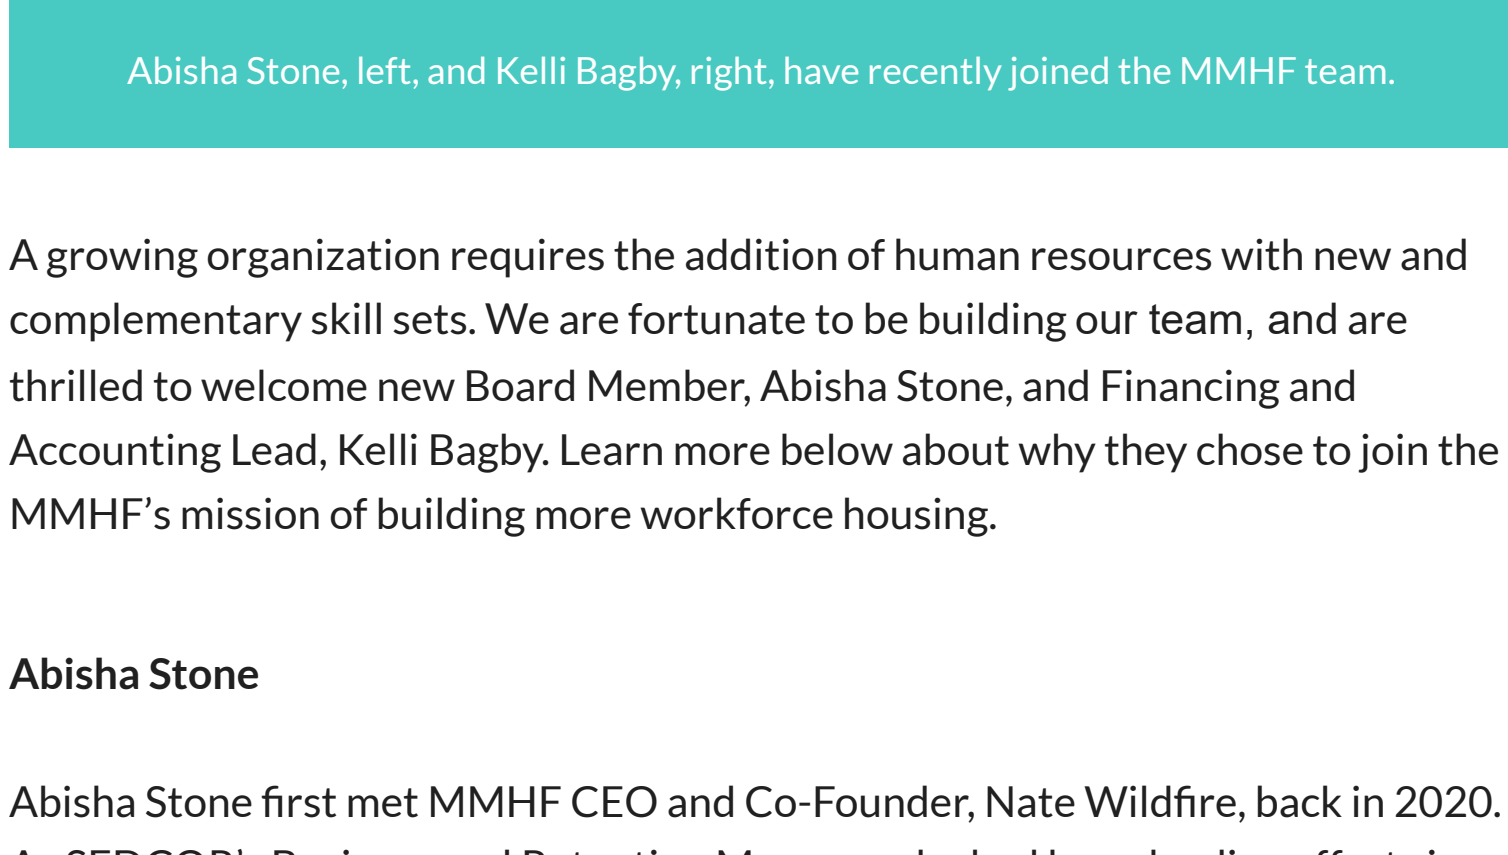 Abisha Stone, left, and Kelli Bagby, right, have recently joined the MMHF team.
A growing organization requires the addition of human resources with new and
complementary skill sets. We are fortunate to be building our team, and are
thrilled to welcome new Board Member, Abisha Stone, and Financing and
Accounting Lead, Kelli Bagby. Learn more below about why they chose to join the
MMHF’s mission of building more workforce housing.
Abisha Stone
Abisha Stone first met MMHF CEO and Co-Founder, Nate Wildfire, back in 2020.